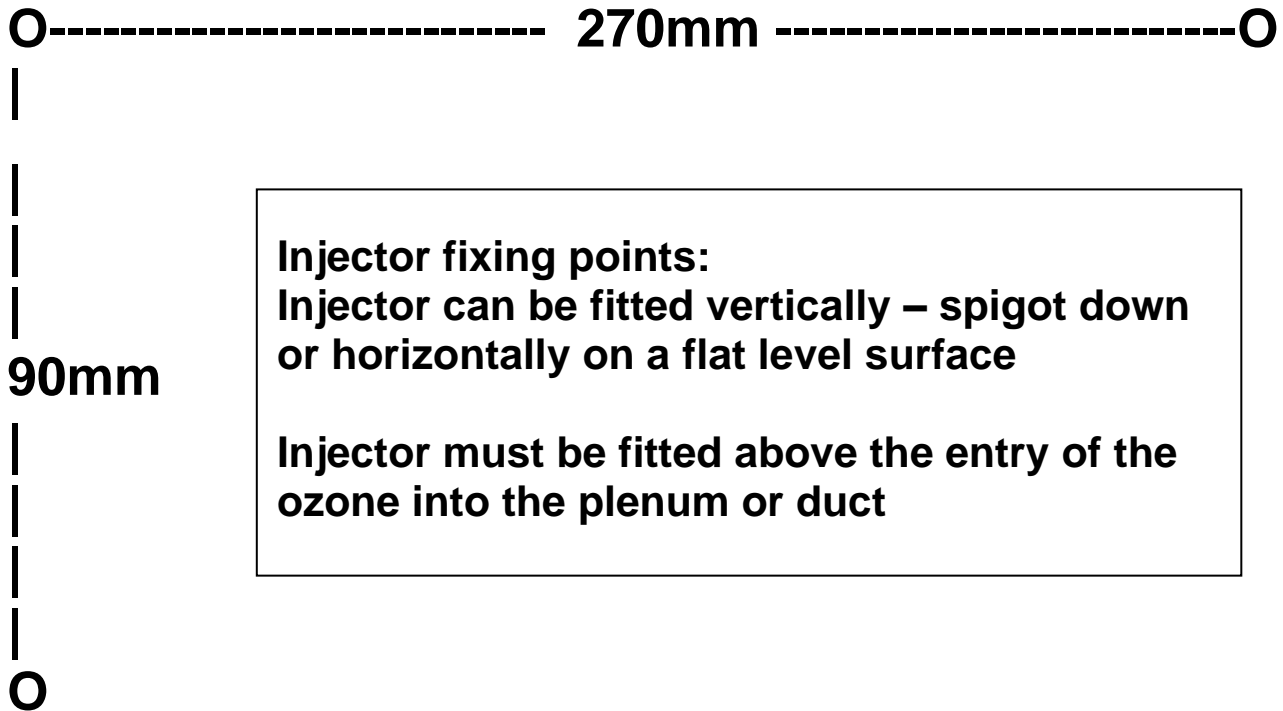 O---------------------------- 270mm --------------------------O
|
|
|
|
90mm
|
|
|
|
O
Injector fixing points:
Injector can be fitted vertically – spigot down
or horizontally on a flat level surface
Injector must be fitted above the entry of the
ozone into the plenum or duct